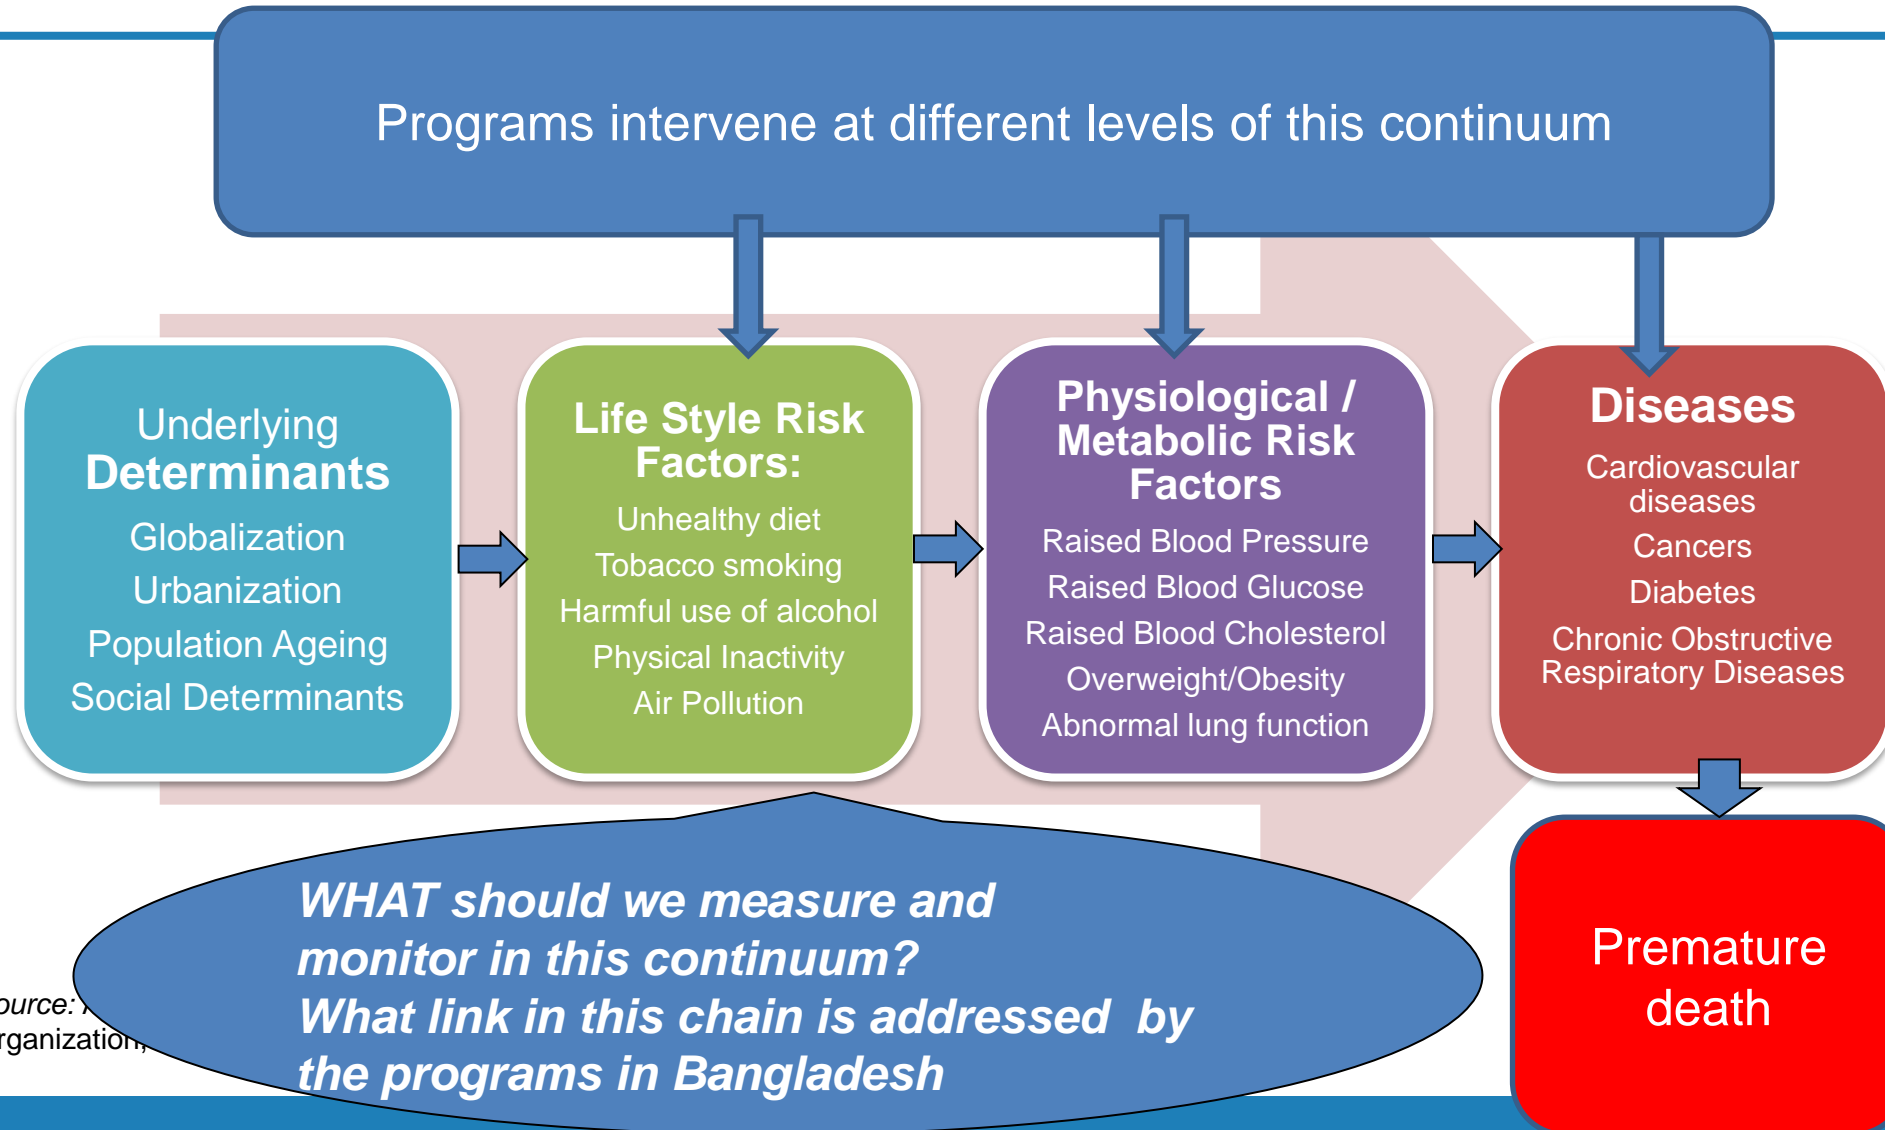 Programs intervene at different levels of this continuum
Underlying
Determinants
Globalization
Urbanization
Population Ageing
Social Determinants
Life Style Risk
Factors:
Unhealthy diet
Tobacco smoking
Harmful use of alcohol
Physical Inactivity
Air Pollution
Physiological /
Metabolic Risk
Factors
Raised Blood Pressure
Raised Blood Glucose
Raised Blood Cholesterol
Overweight/Obesity
Abnormal lung function
Diseases
Cardiovascular
diseases
Cancers
Diabetes
Chronic Obstructive
Respiratory Diseases
WHAT should we measure and
monitor in this continuum?
What link in this chain is addressed by
the programs in Bangladesh
Premature
death
ource:
rganization,